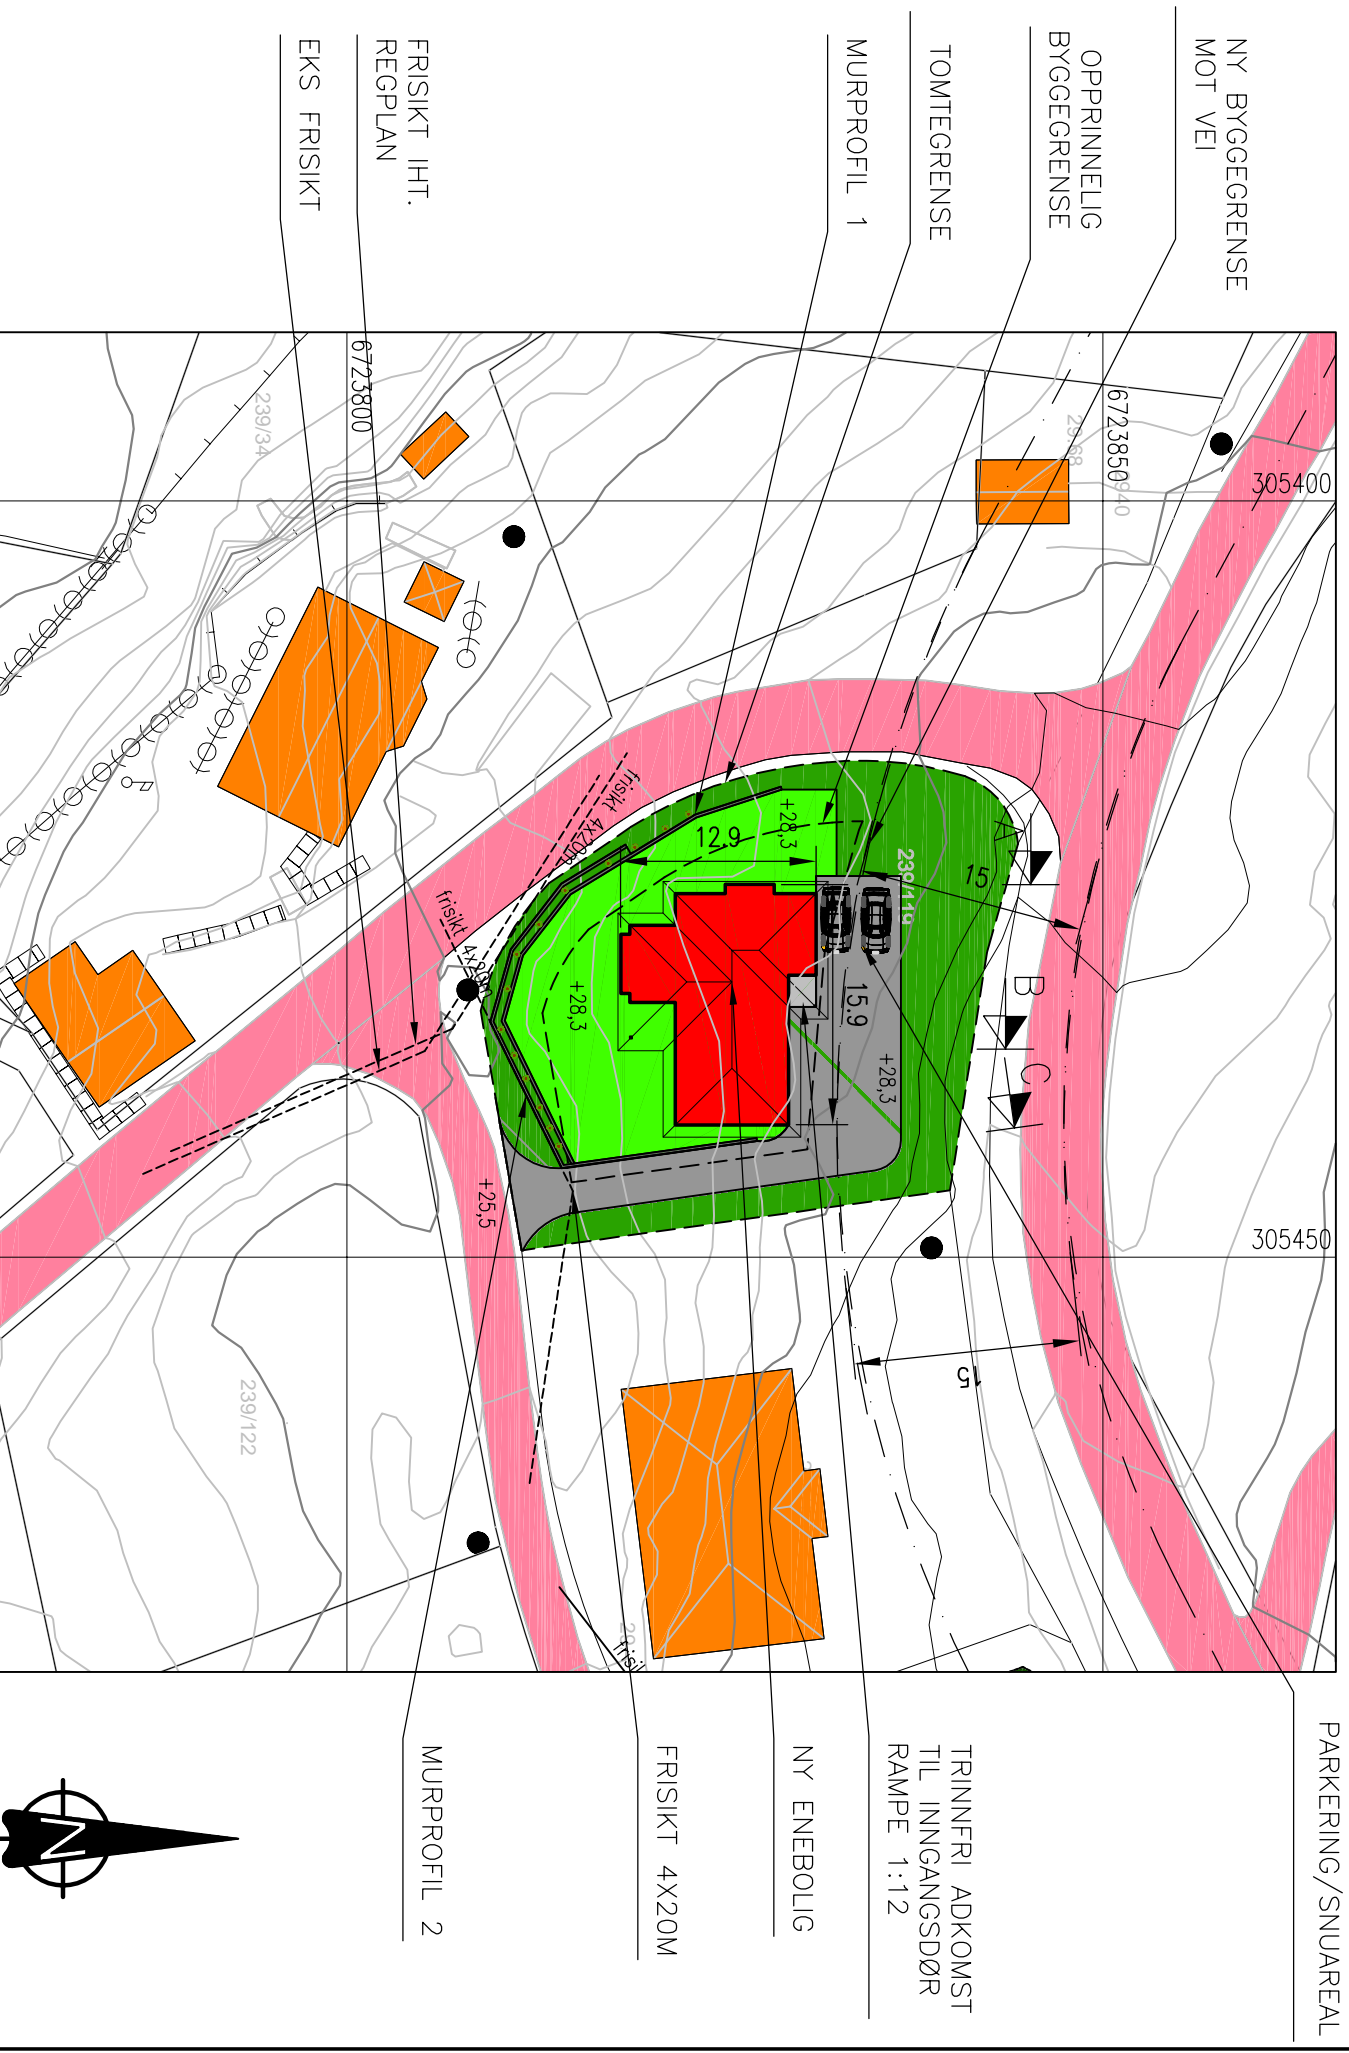 NY BYGGEGRENSE
MOT VEI
OPPRINNELIG
BYGGEGRENSE
TOMTEGRENSE
MURPROFIL 1
FRISIKT IHT.
REGPLAN
EKS FRISIKT
6723850
6723800
305400
305450
239/34
239/119
239/122
29.68
940
frisikt 4x20m
frisikt 4x20m
12.9
15.9
7
15
15
+28,3
+28,3
+28,3
+25,5
A
B
C
PARKERING/SNUAREAL
TRINNFRI ADKOMST
TIL INNGANGSDØR
RAMPE 1:12
NY ENEBOLIG
FRISIKT 4X20M
MURPROFIL 2
N